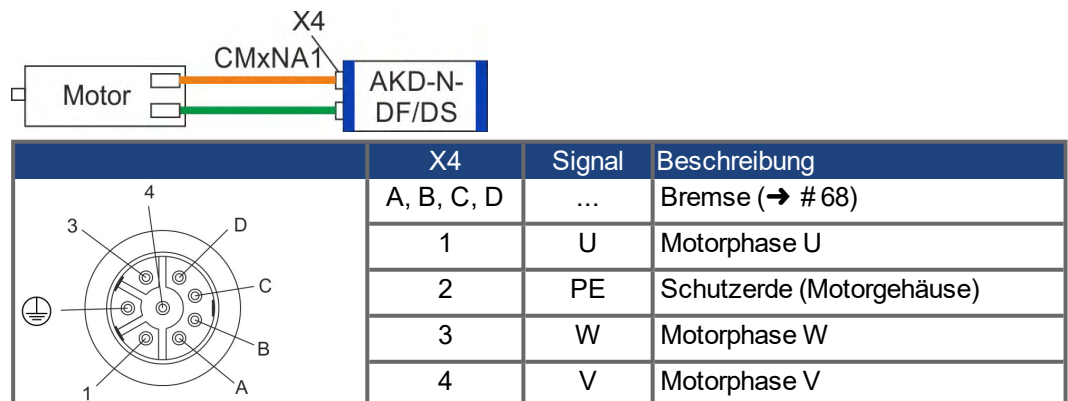 X4
CMxNA1
Motor
AKD-N-
DF/DS
X4 Signal Beschreibung
A, B, C, D ... Bremse (➜ # 68)
1 U Motorphase U
2 PE Schutzerde (Motorgehäuse)
3 W Motorphase W
4 V Motorphase V
4
3
D
C
B
A
1